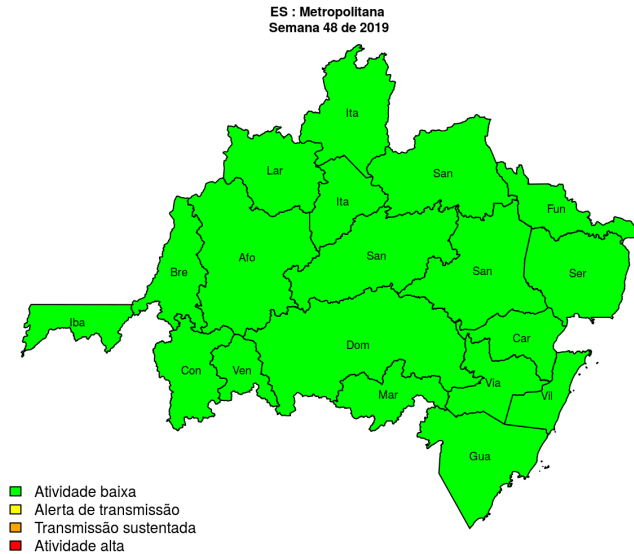 ES : Metropolitana
Semana 48 de 2019
Ita
Lar
San
Ita
Fun
Afo
San
Bre
San
Ser
Iba
Dom
Car
Con
Ven
Via
Mar
Vil
Gua
Atividade baixa
Alerta de transmissão
Transmissão sustentada
Atividade alta